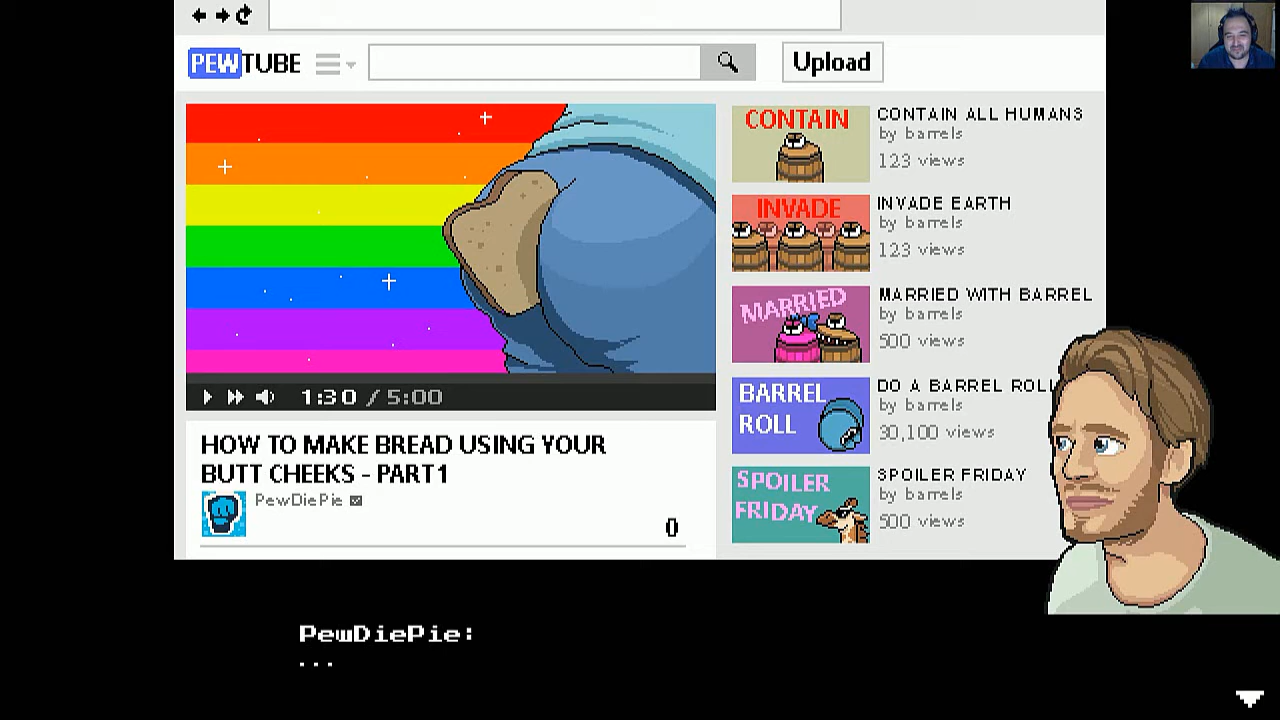 PEWTUBE
Upload
CONTAIN
CONTAIN ALL HUMANS
by barrels
123 views
INVADE
INVADE EARTH
by barrels
123 views
MARRIED
MARRIED WITH BARREL
by barrels
500 views
BARREL
ROLL
DO A BARREL ROLL
by barrels
30,100 views
SPOILER
FRIDAY
SPOILER FRIDAY
by barrels
500 views
1:30 / 5:00
HOW TO MAKE BREAD USING YOUR
BUTT CHEEKS - PART1
PewDiePie
0
PewDiePie:
...